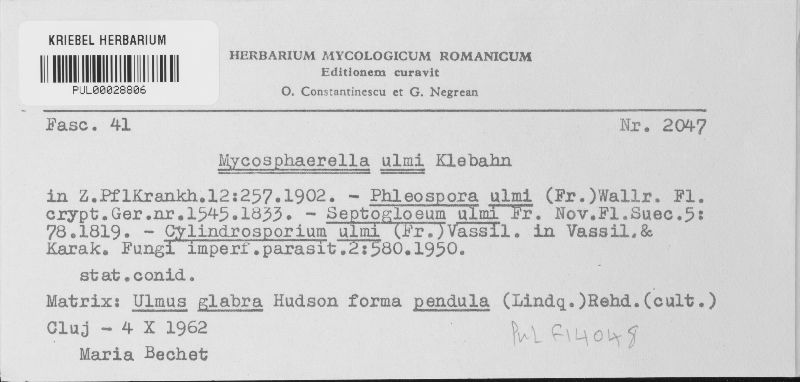 KRIEBEL HERBARIUM
PUL00028806
HERBARIUM MYCOLOGICUM ROMANICUM
Editionem curavit
O. Constantinescu et G. Negrean
Fasc. 41 Nr. 2047
Mycosphaerella ulmi Klebahn
in Z.PflKrankh.12:257.1902. - Phleospora ulmi (Fr.)Wallr. Fl.
crypt.Ger.nr.1545.1833. - Septogloeum ulmi Fr. Nov.Fl.Suec.5:
78.1819. - Cylindrosporium ulmi (Fr.)Vassil. in Vassil.&
Karak. Fungi imperf.parasit.2:580.1950.
stat.conid.
Matrix: Ulmus glabra Hudson forma pendula (Lindq.)Rehd.(cult.)
Cluj - 4 X 1962
Maria Bechet
PUL F14048